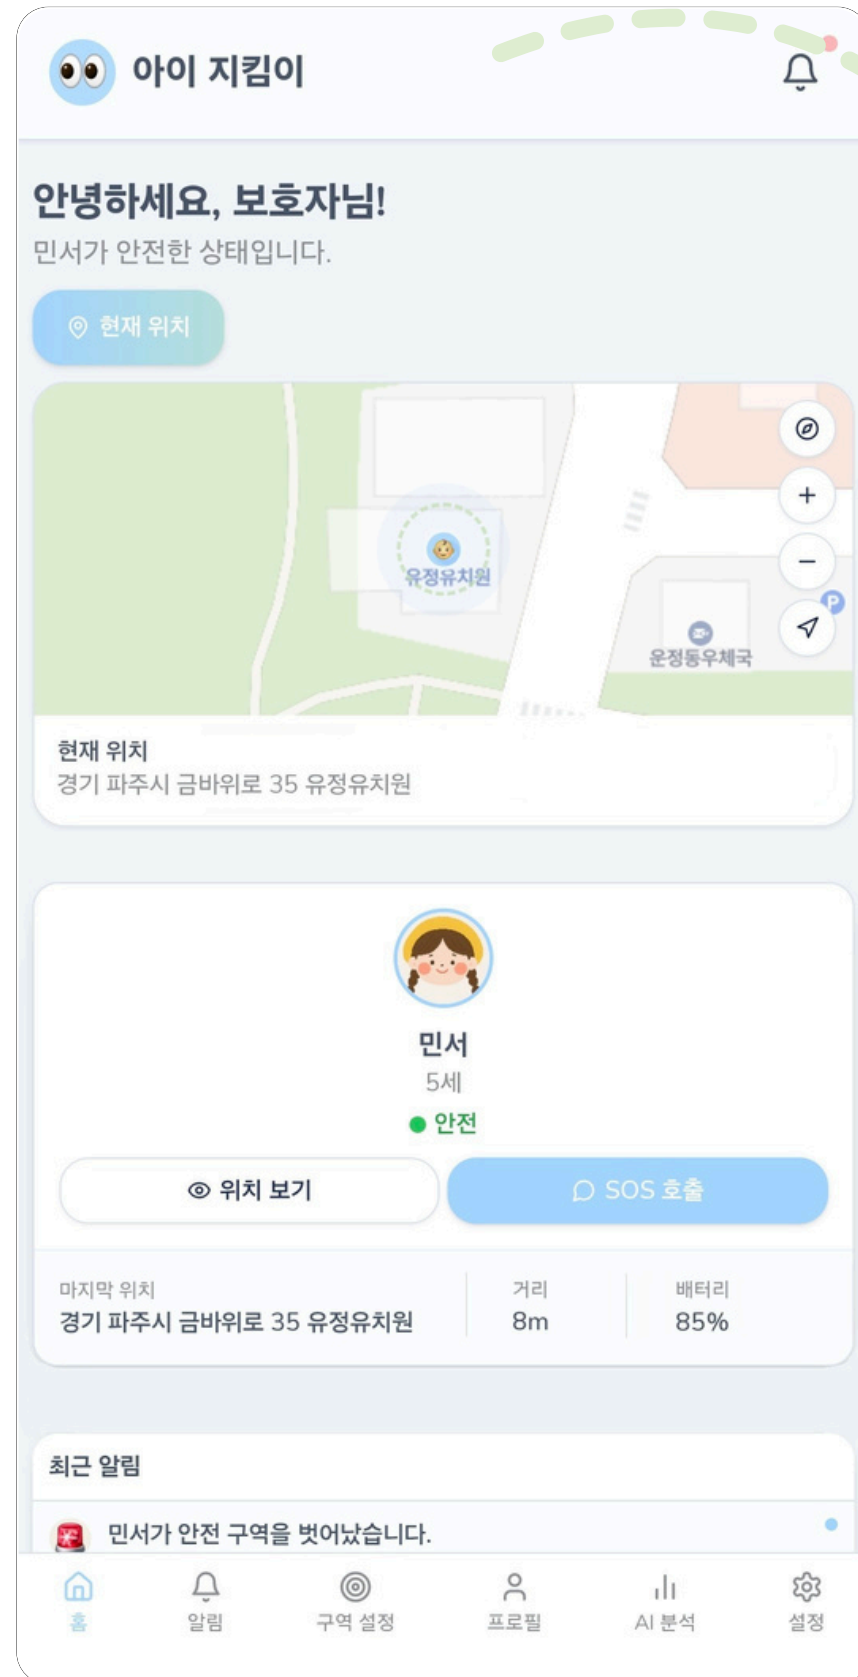 아이 지킴이
안녕하세요, 보호자님!
민서가 안전한 상태입니다.
현재 위치
유정유치원
P
운정동우체국
현재 위치
경기 파주시 금바위로 35 유정유치원
민서
5세
안전
위치 보기
SOS 호출
마지막 위치 거리 배터리
경기 파주시 금바위로 35 유정유치원 8m 85%
최근 알림
민서가 안전 구역을 벗어났습니다.
홈 알림 구역 설정 프로필 AI 분석 설정